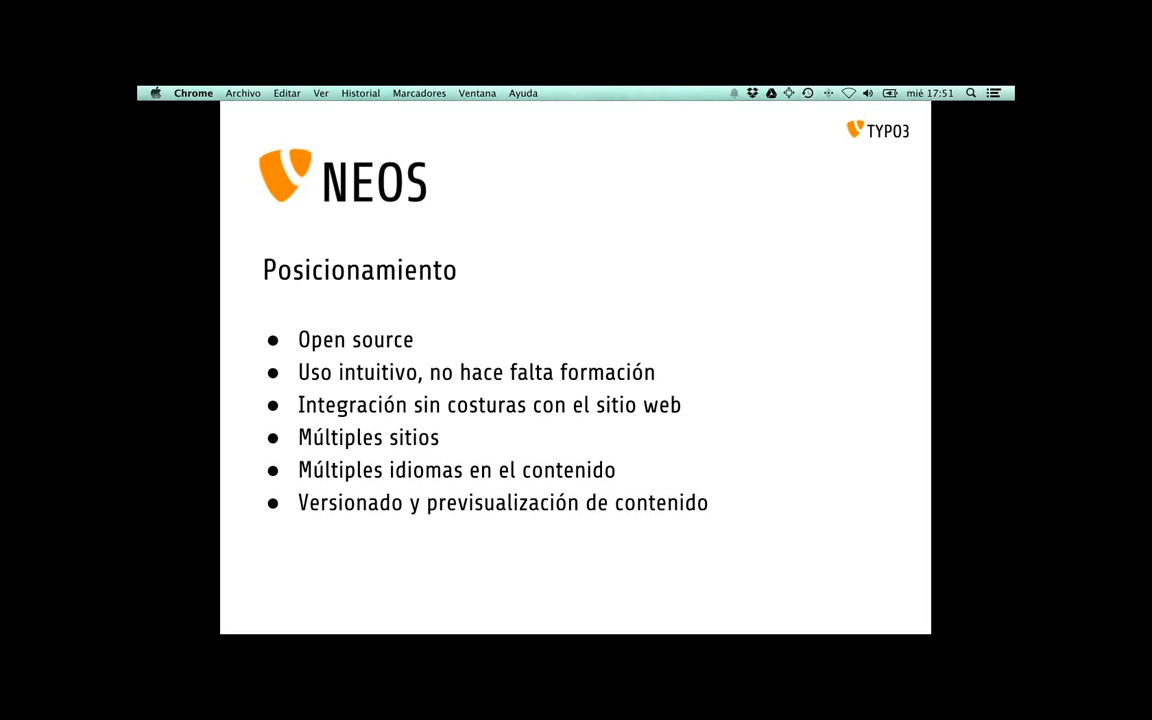 Chrome Archivo Editar Ver Historial Marcadores Ventana Ayuda mié 17:51
TYPO3
NEOS
Posicionamiento
● Open source
● Uso intuitivo, no hace falta formación
● Integración sin costuras con el sitio web
● Múltiples sitios
● Múltiples idiomas en el contenido
● Versionado y previsualización de contenido